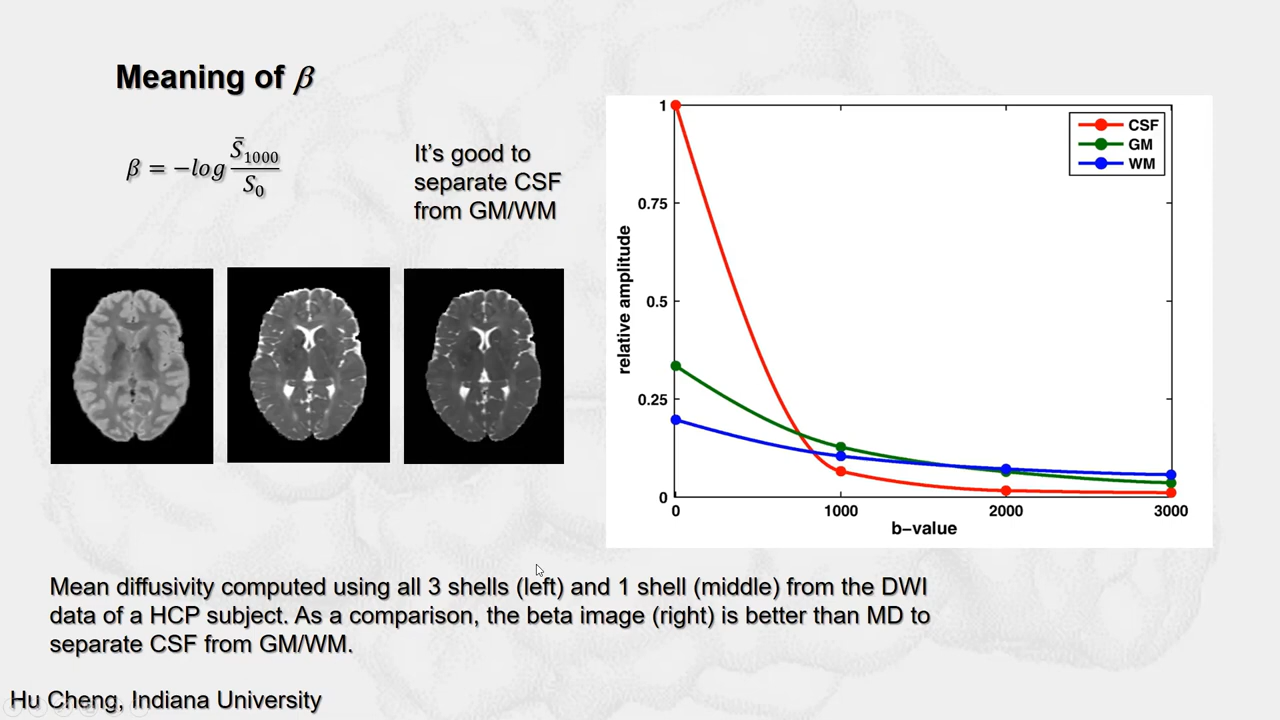 Meaning of β
β = −log S̄1000 / S0
It’s good to
separate CSF
from GM/WM
1
0.75
0.5
0.25
0
relative amplitude
0
1000
2000
3000
b−value
CSF
GM
WM
Mean diffusivity computed using all 3 shells (left) and 1 shell (middle) from the DWI
data of a HCP subject. As a comparison, the beta image (right) is better than MD to
separate CSF from GM/WM.
Hu Cheng, Indiana University